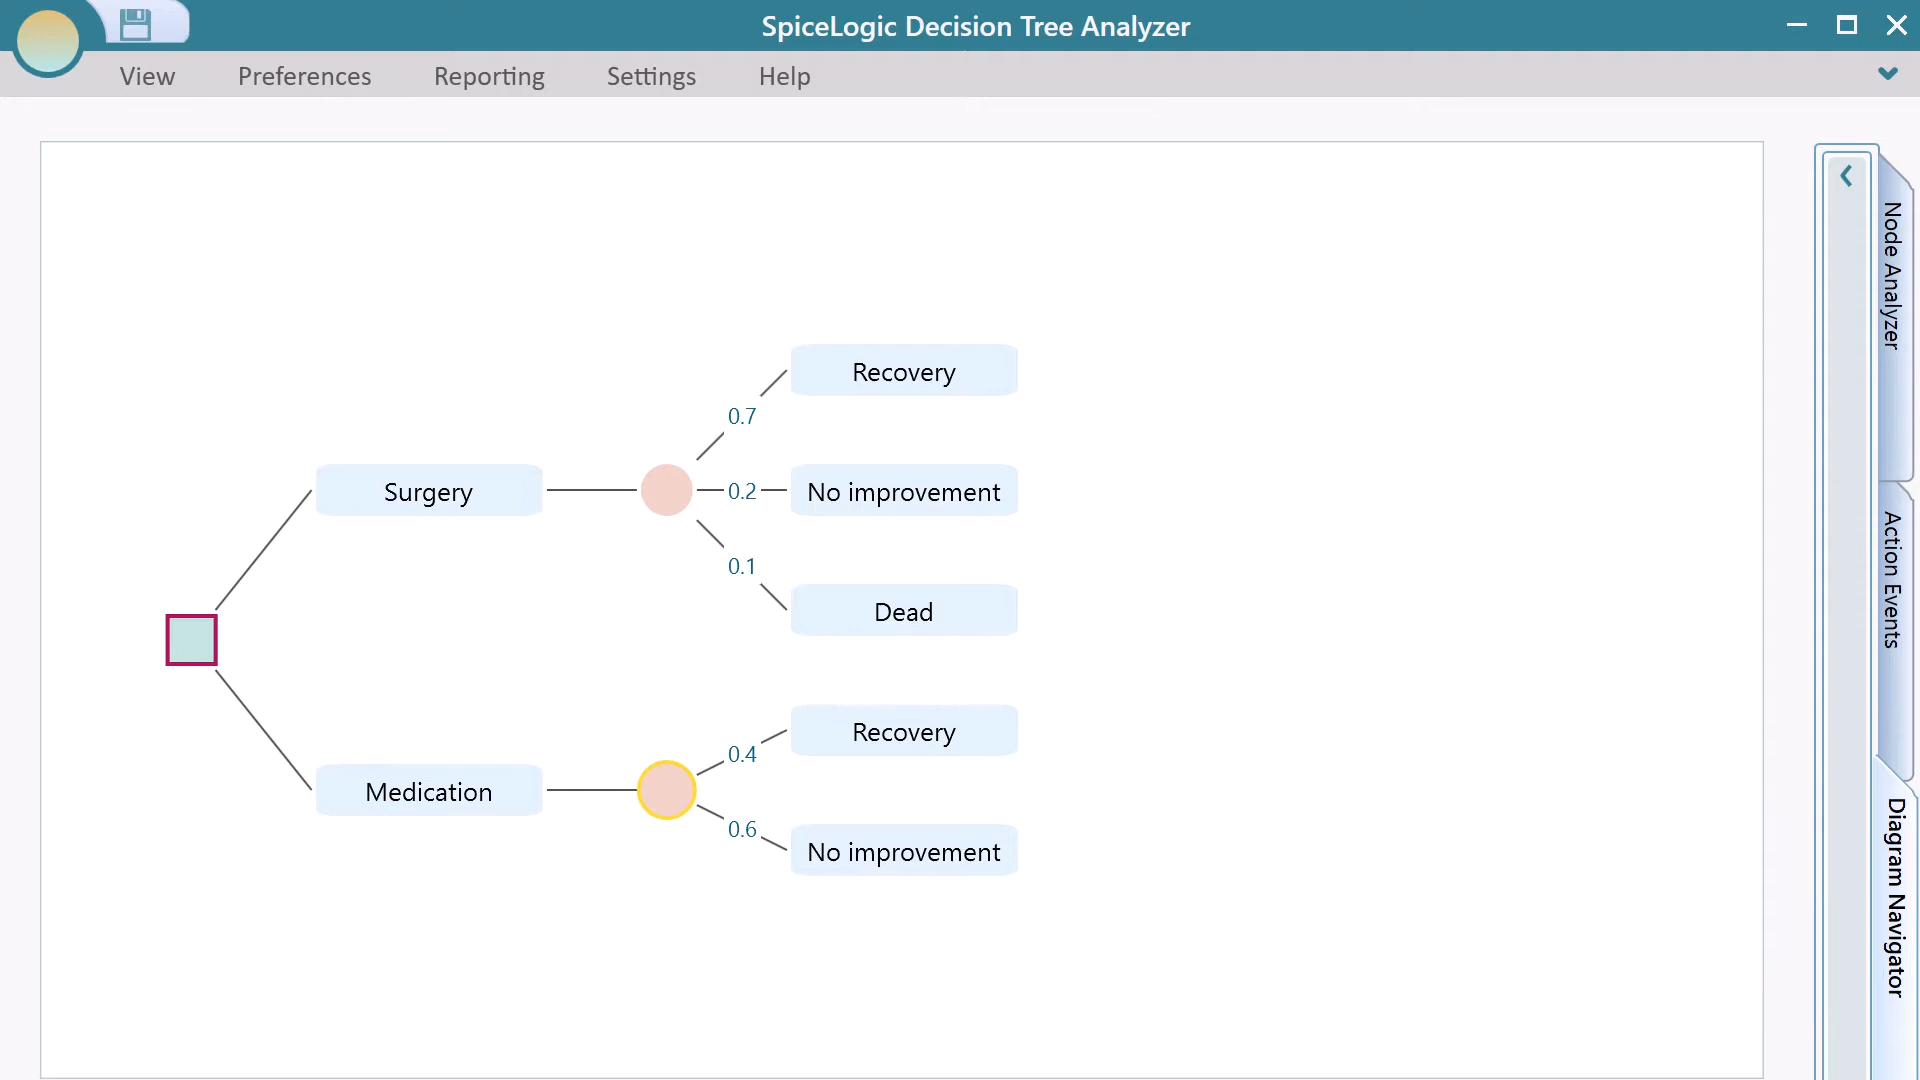 SpiceLogic Decision Tree Analyzer
View Preferences Reporting Settings Help
Recovery
0.7
Surgery
0.2
No improvement
0.1
Dead
Recovery
0.4
Medication
0.6
No improvement
Node Analyzer
Action Events
Diagram Navigator